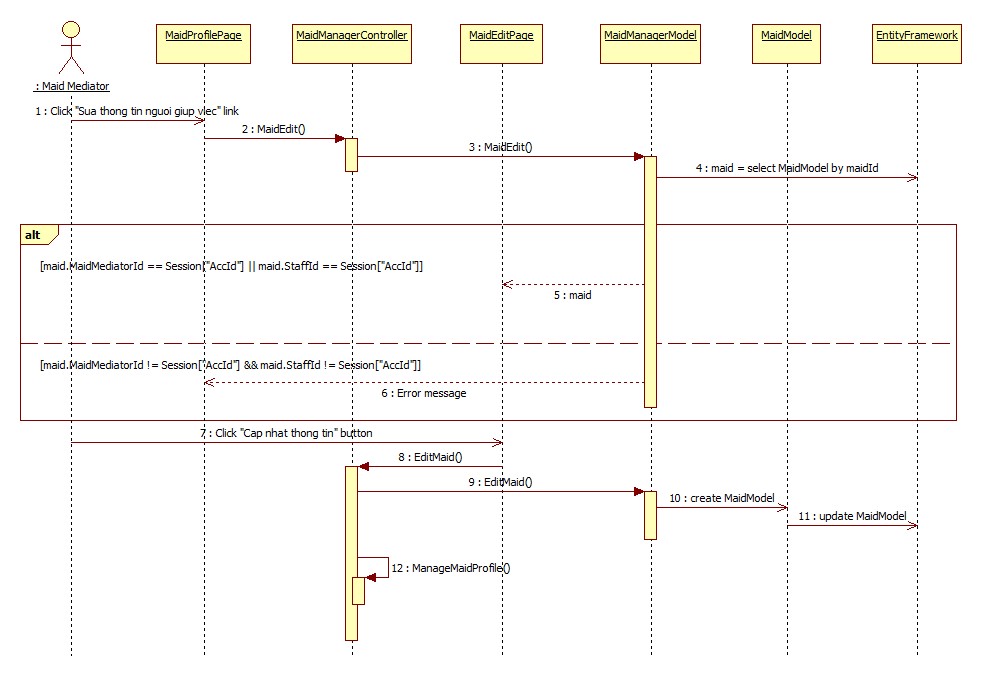 MaidProfilePage
MaidManagerController
MaidEditPage
MaidManagerModel
MaidModel
EntityFramework
: Maid Mediator
1 : Click "Sua thong tin nguoi giup viec" link
2 : MaidEdit()
3 : MaidEdit()
4 : maid = select MaidModel by maidId
alt
[maid.MaidMediatorId == Session["AccId"] || maid.StaffId == Session["AccId"]]
5 : maid
[maid.MaidMediatorId != Session["AccId"] && maid.StaffId != Session["AccId"]]
6 : Error message
7 : Click "Cap nhat thong tin" button
8 : EditMaid()
9 : EditMaid()
10 : create MaidModel
11 : update MaidModel
12 : ManageMaidProfile()